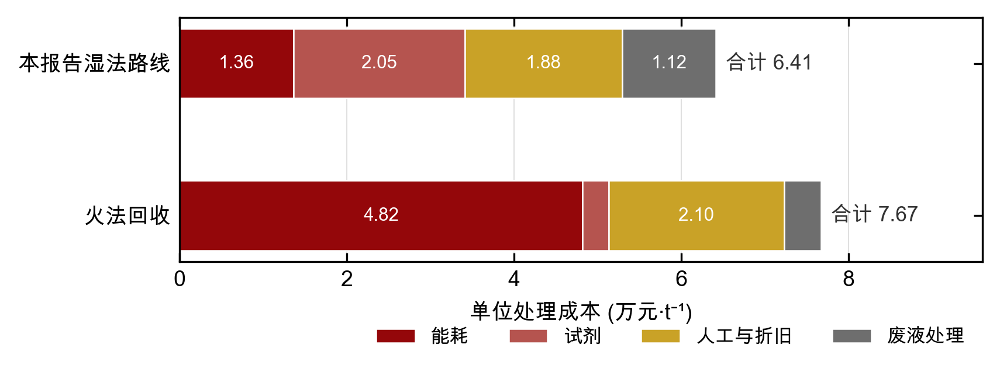 本报告湿法路线 1.36 2.05 1.88 1.12 合计 6.41
火法回收 4.82 2.10 合计 7.67
0 2 4 6 8
单位处理成本 (万元·t⁻¹)
能耗 试剂 人工与折旧 废液处理